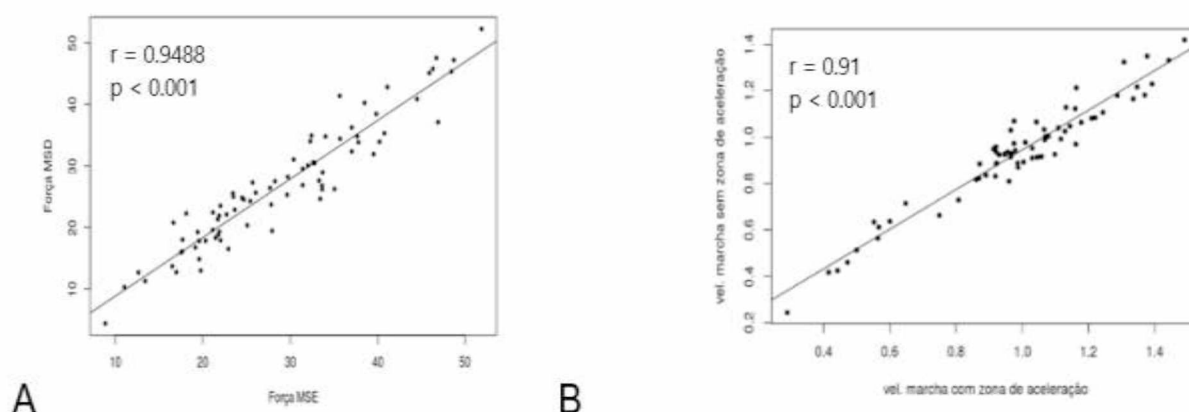 r = 0.9488
p < 0.001
Força MSD
50
40
30
20
10
10 20 30 40 50
Força MSE
A
r = 0.91
p < 0.001
vel. marcha sem zona de aceleração
1.4
1.2
1.0
0.8
0.6
0.4
0.2
0.4 0.6 0.8 1.0 1.2 1.4
vel. marcha com zona de aceleração
B